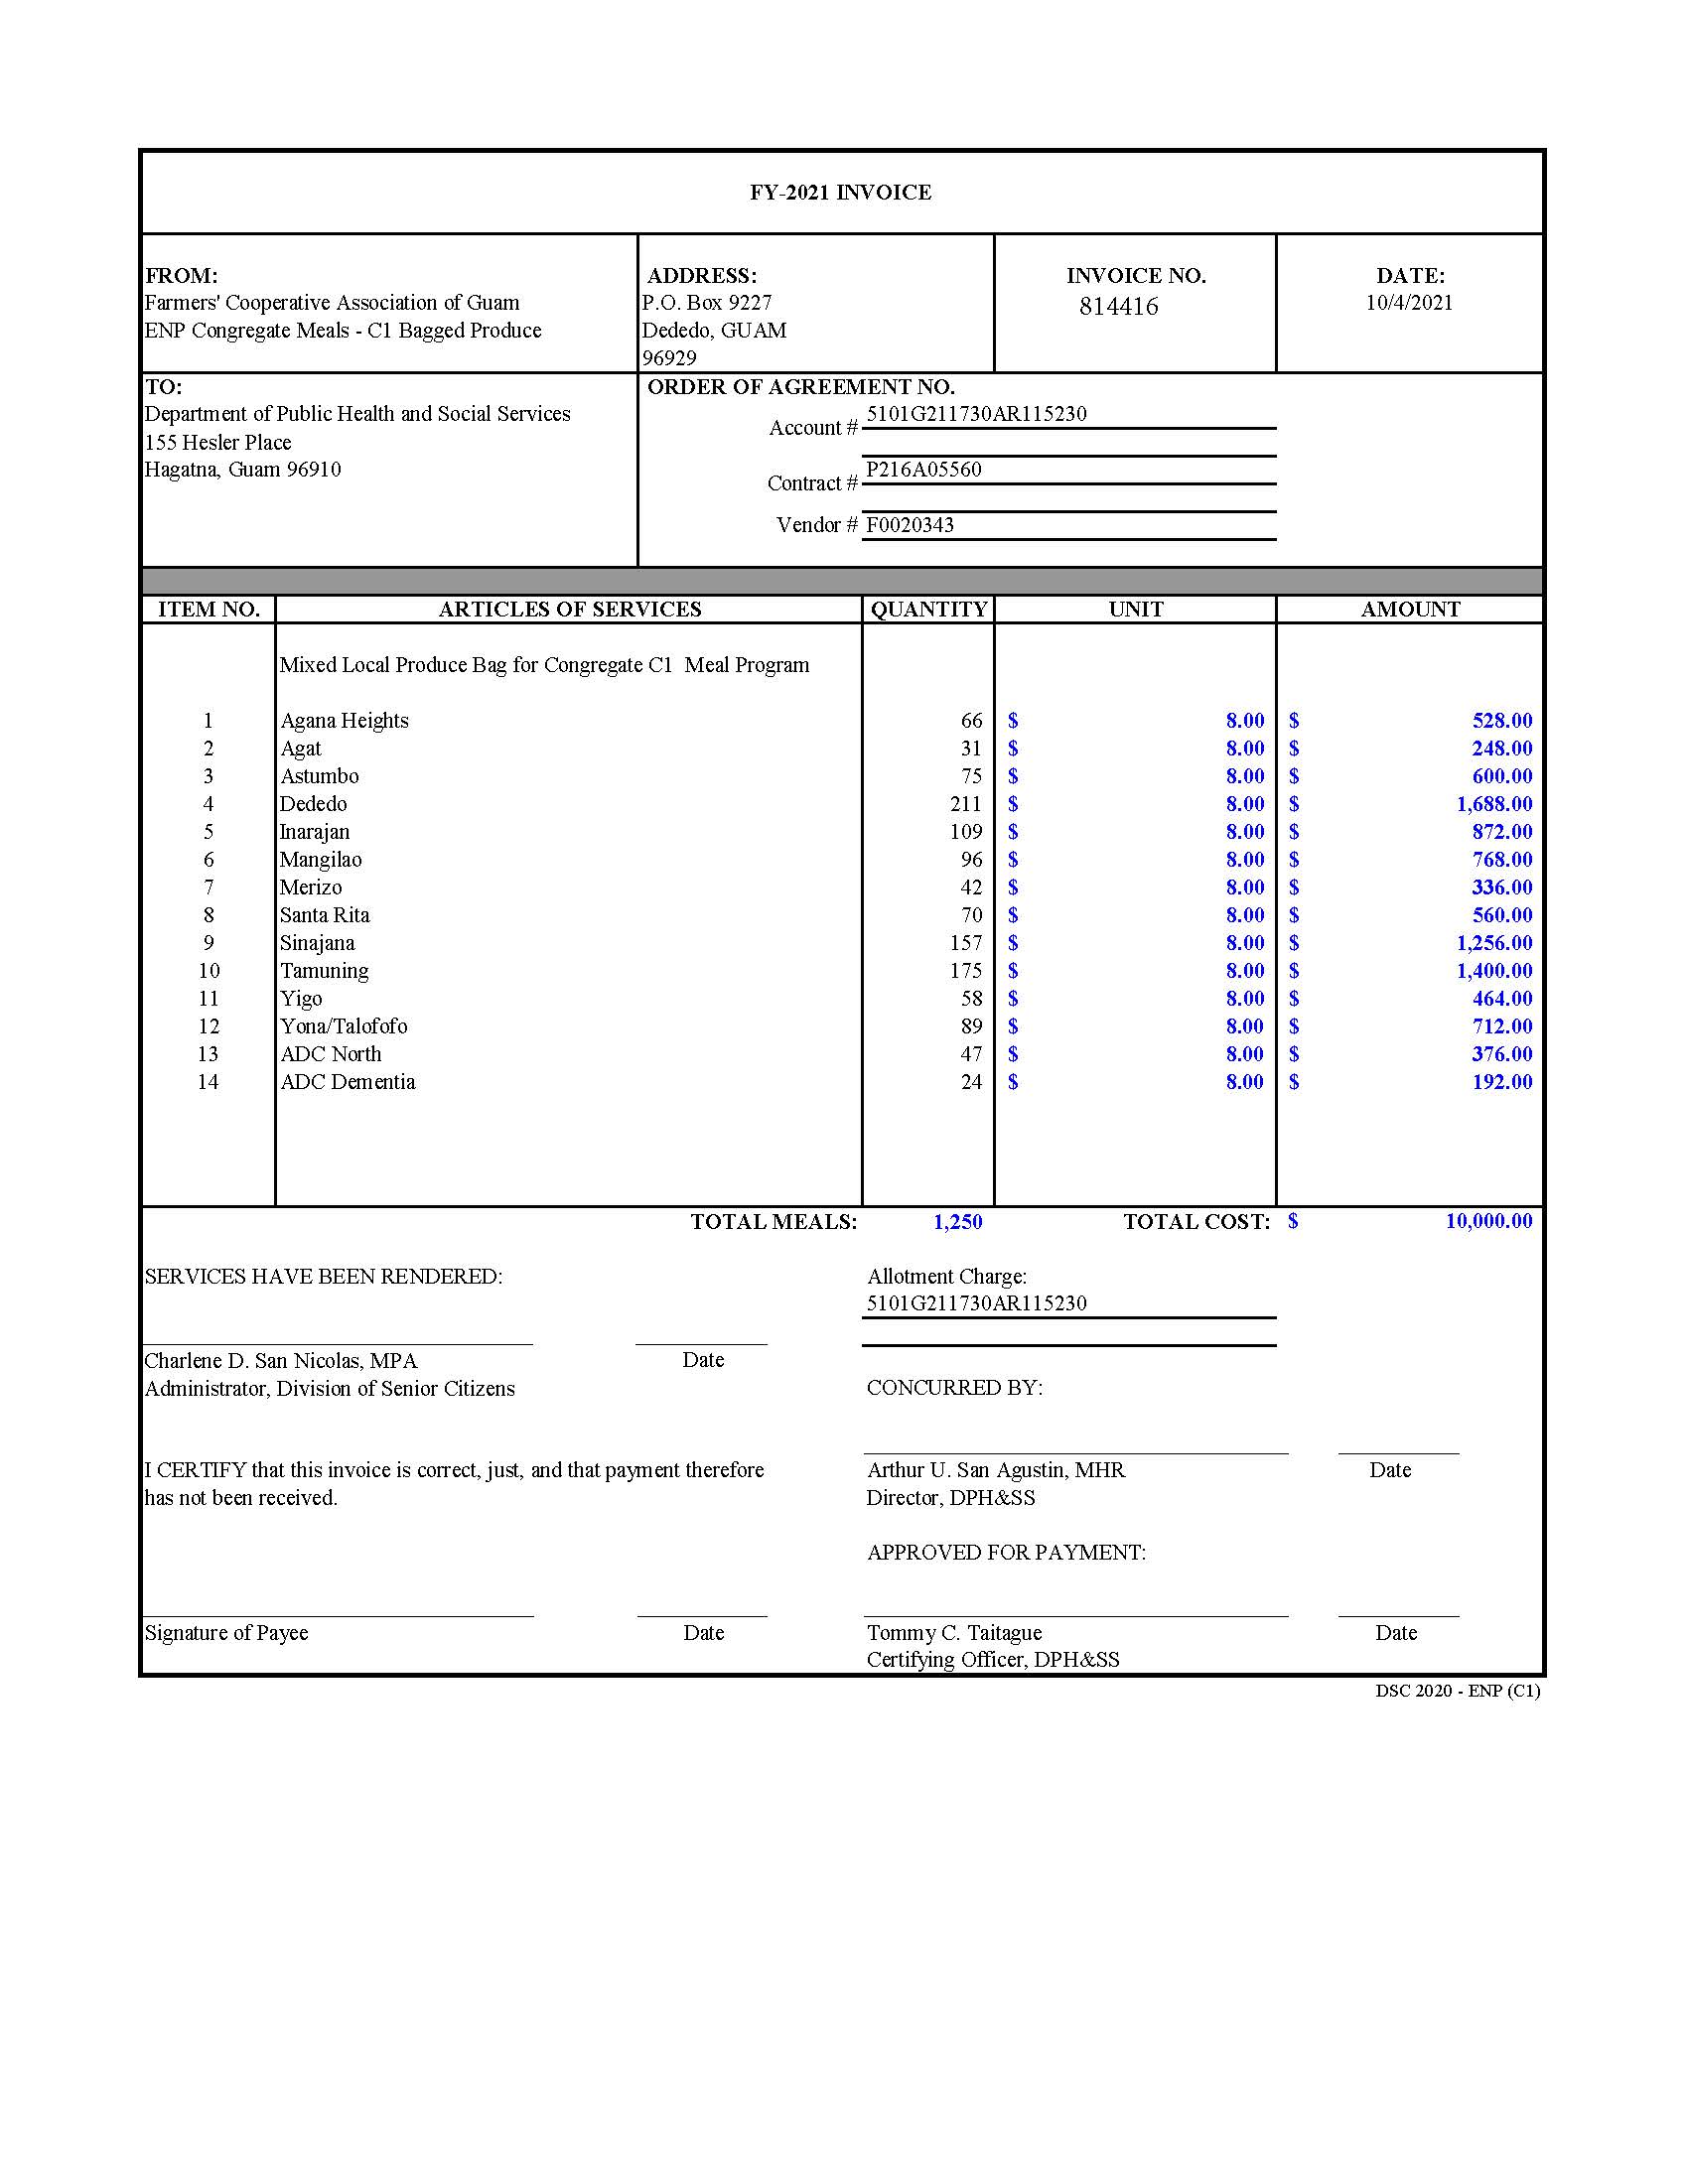 FY-2021 INVOICE
FROM:
Farmers' Cooperative Association of Guam
ENP Congregate Meals - C1 Bagged Produce
ADDRESS:
P.O. Box 9227
Dededo, GUAM
96929
INVOICE NO.
814416
DATE:
10/4/2021
TO:
Department of Public Health and Social Services
155 Hesler Place
Hagatna, Guam 96910
ORDER OF AGREEMENT NO.
Account # 5101G211730AR115230
Contract # P216A05560
Vendor # F0020343
ITEM NO. ARTICLES OF SERVICES QUANTITY UNIT AMOUNT
Mixed Local Produce Bag for Congregate C1 Meal Program
1 Agana Heights 66 $ 8.00 $ 528.00
2 Agat 31 $ 8.00 $ 248.00
3 Astumbo 75 $ 8.00 $ 600.00
4 Dededo 211 $ 8.00 $ 1,688.00
5 Inarajan 109 $ 8.00 $ 872.00
6 Mangilao 96 $ 8.00 $ 768.00
7 Merizo 42 $ 8.00 $ 336.00
8 Santa Rita 70 $ 8.00 $ 560.00
9 Sinajana 157 $ 8.00 $ 1,256.00
10 Tamuning 175 $ 8.00 $ 1,400.00
11 Yigo 58 $ 8.00 $ 464.00
12 Yona/Talofofo 89 $ 8.00 $ 712.00
13 ADC North 47 $ 8.00 $ 376.00
14 ADC Dementia 24 $ 8.00 $ 192.00
TOTAL MEALS: 1,250 TOTAL COST: $ 10,000.00
SERVICES HAVE BEEN RENDERED:
Allotment Charge:
5101G211730AR115230
Charlene D. San Nicolas, MPA Date
Administrator, Division of Senior Citizens
CONCURRED BY:
I CERTIFY that this invoice is correct, just, and that payment therefore
has not been received.
Arthur U. San Agustin, MHR Date
Director, DPH&SS
APPROVED FOR PAYMENT:
Signature of Payee Date
Tommy C. Taitague Date
Certifying Officer, DPH&SS
DSC 2020 - ENP (C1)